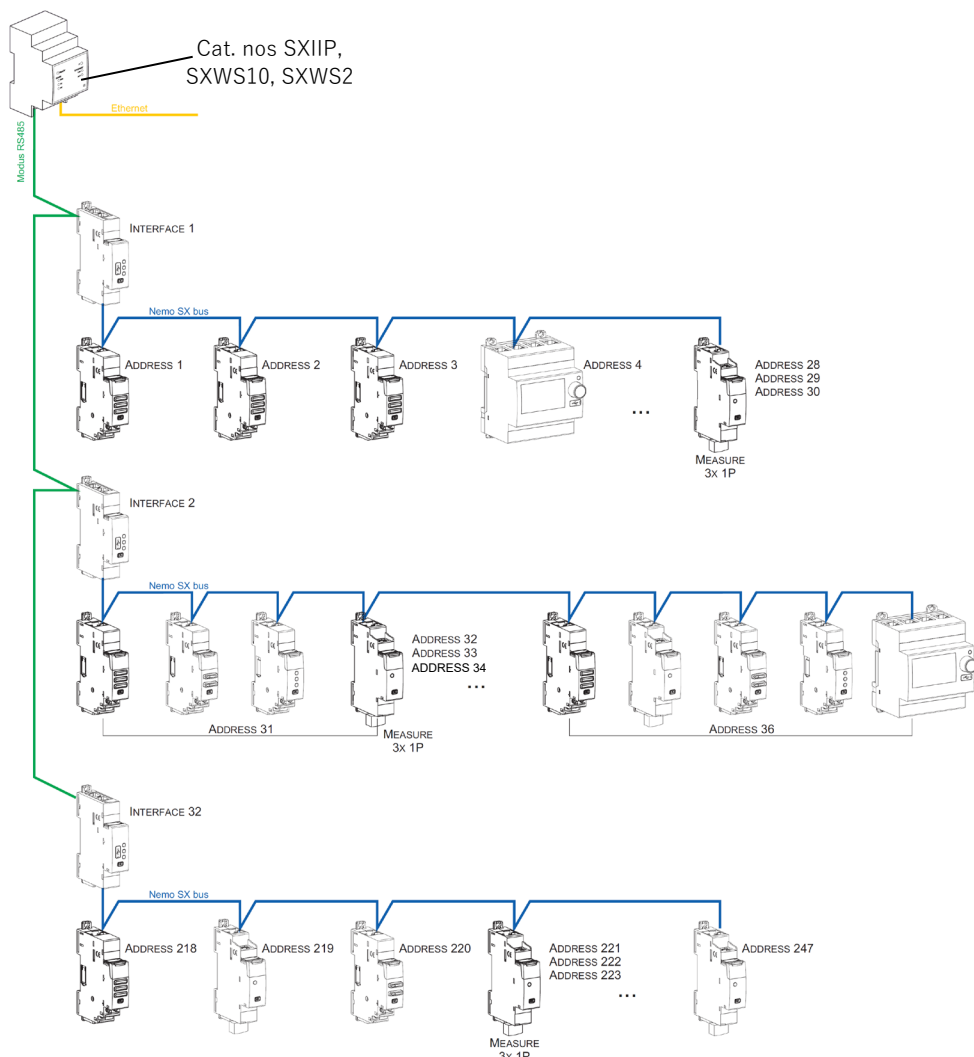 Cat. nos SXIIP,
SXWS10, SXWS2
Ethernet
Modus RS485
INTERFACE 1
Nemo SX bus
ADDRESS 1
ADDRESS 2
ADDRESS 3
ADDRESS 4
ADDRESS 28
ADDRESS 29
ADDRESS 30
...
MEASURE
3X 1P
INTERFACE 2
Nemo SX bus
ADDRESS 32
ADDRESS 33
ADDRESS 34
...
ADDRESS 31
MEASURE
3X 1P
ADDRESS 36
INTERFACE 32
Nemo SX bus
ADDRESS 218
ADDRESS 219
ADDRESS 220
ADDRESS 221
ADDRESS 222
ADDRESS 223
...
ADDRESS 247
MEASURE
3X 1P